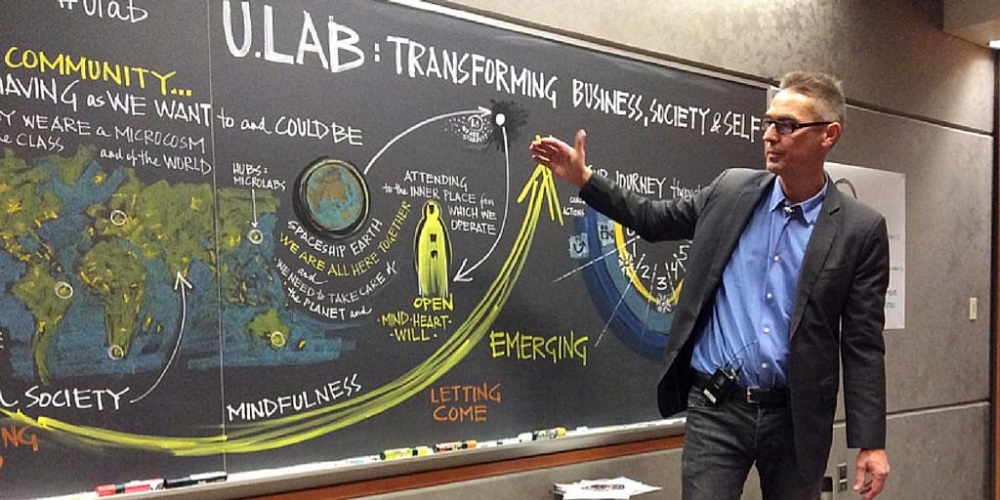 #ulab
U.LAB: TRANSFORMING BUSINESS, SOCIETY & SELF
COMMUNITY...
AS WE WANT
to and COULD BE
WE ARE a MICROCOSM
CLASS and of the WORLD
HUBS:
MICROLABS
SPACESHIP EARTH
WE ARE ALL HERE TOGETHER
and
WE NEED to TAKE CARE of
the PLANET and
ATTENDING
to the INNER PLACE from
WHICH WE
OPERATE
OPEN
-MIND-HEART-
WILL-
JOURNEY through
ACTIONS
1 2 3 4 5
EMERGING
LETTING
COME
MINDFULNESS
SOCIETY